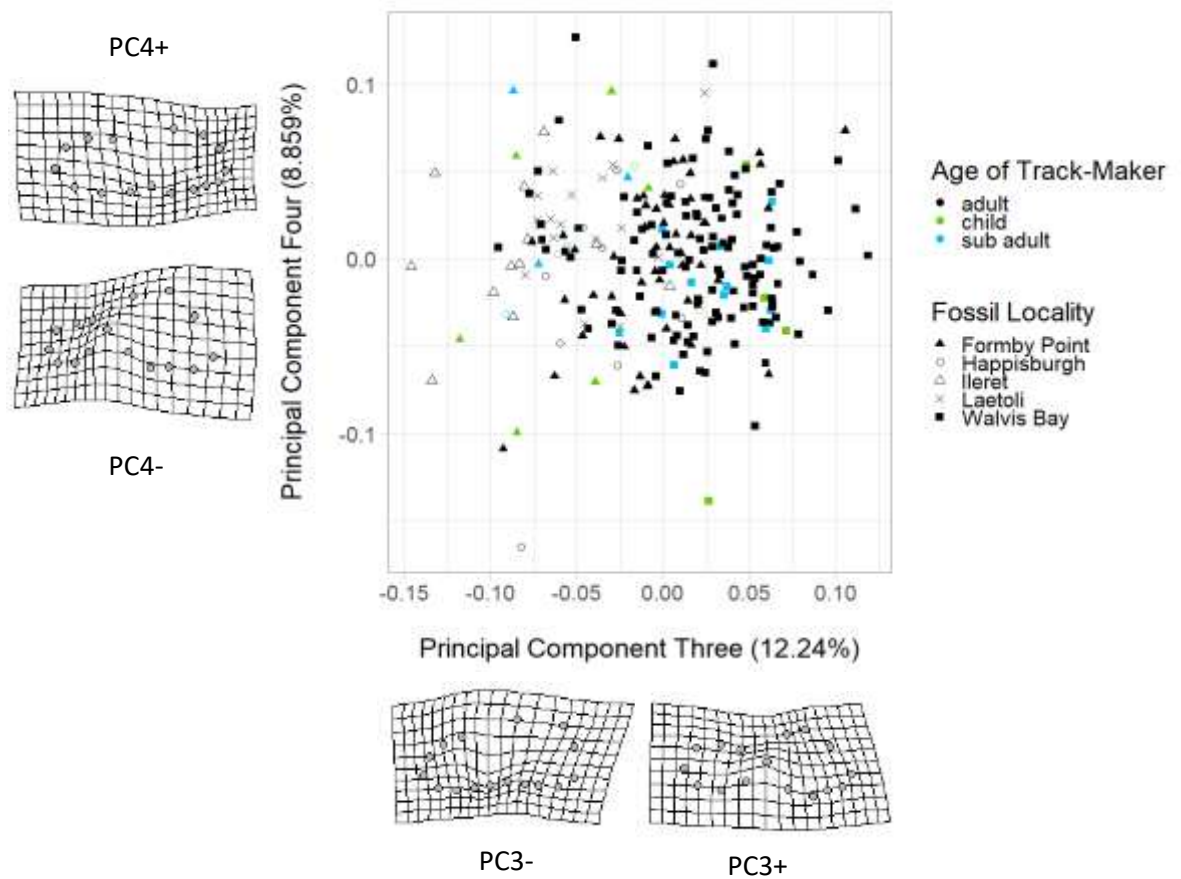 PC4+
PC4-
Principal Component Four (8.859%)
0.1
0.0
-0.1
-0.15
-0.10
-0.05
0.00
0.05
0.10
Principal Component Three (12.24%)
PC3-
PC3+
Age of Track-Maker
adult
child
sub adult
Fossil Locality
Formby Point
Happisburgh
Ileret
Laetoli
Walvis Bay